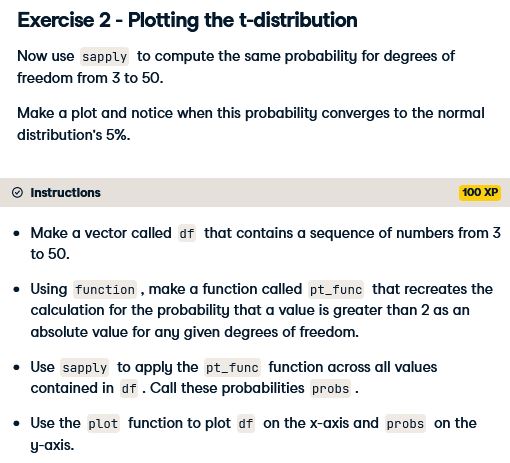 Exercise 2 - Plotting the t-distribution
Now use sapply to compute the same probability for degrees of
freedom from 3 to 50.
Make a plot and notice when this probability converges to the normal
distribution's 5%.
Instructions 100 XP
• Make a vector called df that contains a sequence of numbers from 3
to 50.
• Using function, make a function called pt_func that recreates the
calculation for the probability that a value is greater than 2 as an
absolute value for any given degrees of freedom.
• Use sapply to apply the pt_func function across all values
contained in df. Call these probabilities probs.
• Use the plot function to plot df on the x-axis and probs on the
y-axis.